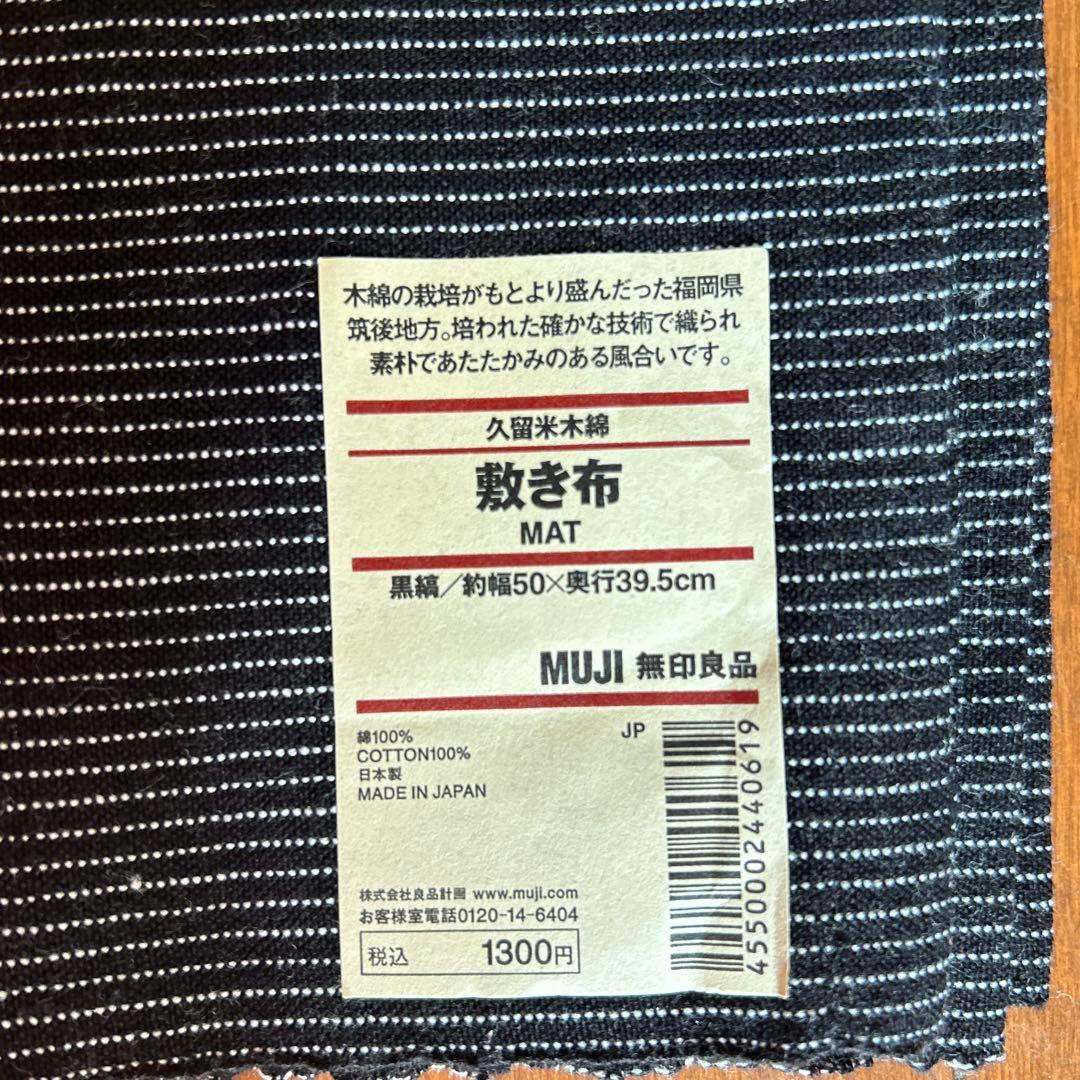 木綿の栽培がもとより盛んだった福岡県
筑後地方。培われた確かな技術で織られ
素朴であたたかみのある風合いです。
久留米木綿
敷き布
MAT
黒縞／約幅50×奥行39.5cm
MUJI 無印良品
綿100%
COTTON100%
日本製
MADE IN JAPAN
JP
4550002440619
株式会社良品計画 www.muji.com
お客様室電話0120-14-6404
税込 1300円